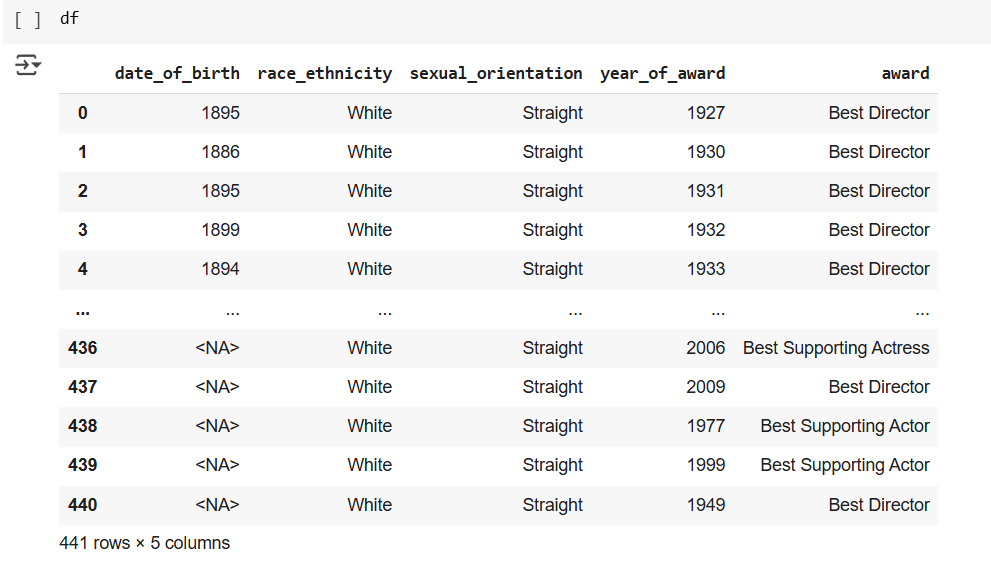 [ ] df
date_of_birth race_ethnicity sexual_orientation year_of_award award
0 1895 White Straight 1927 Best Director
1 1886 White Straight 1930 Best Director
2 1895 White Straight 1931 Best Director
3 1899 White Straight 1932 Best Director
4 1894 White Straight 1933 Best Director
... ... ... ... ... ...
436 <NA> White Straight 2006 Best Supporting Actress
437 <NA> White Straight 2009 Best Director
438 <NA> White Straight 1977 Best Supporting Actor
439 <NA> White Straight 1999 Best Supporting Actor
440 <NA> White Straight 1949 Best Director
441 rows × 5 columns